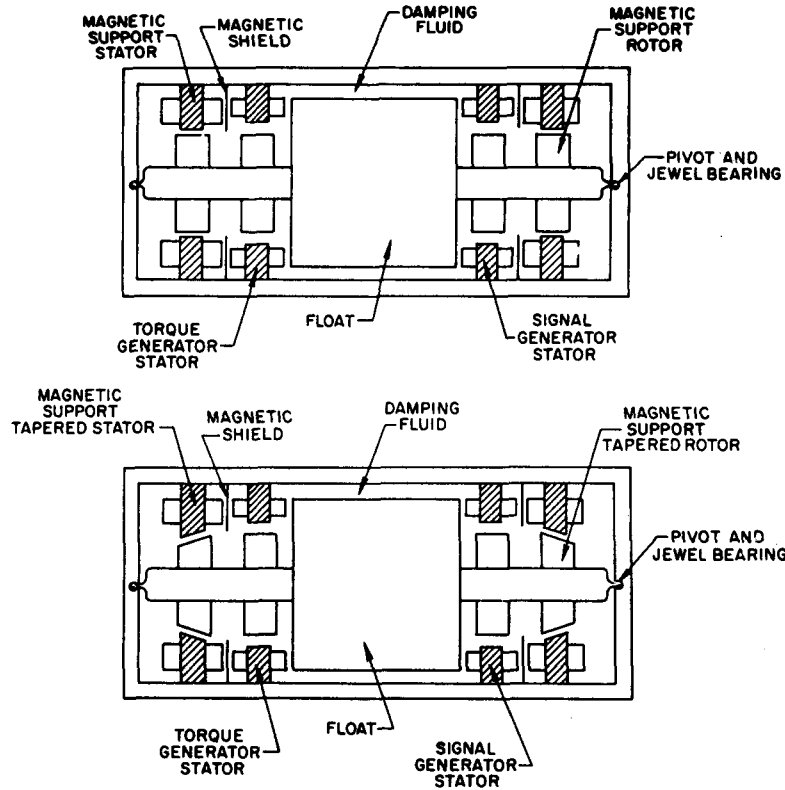 MAGNETIC
SUPPORT
STATOR
MAGNETIC
SHIELD
DAMPING
FLUID
MAGNETIC
SUPPORT
ROTOR
PIVOT AND
JEWEL BEARING
TORQUE
GENERATOR
STATOR
FLOAT
SIGNAL
GENERATOR
STATOR
MAGNETIC
SUPPORT
TAPERED STATOR
MAGNETIC
SHIELD
DAMPING
FLUID
MAGNETIC
SUPPORT
TAPERED ROTOR
PIVOT AND
JEWEL BEARING
TORQUE
GENERATOR
STATOR
FLOAT
SIGNAL
GENERATOR
STATOR